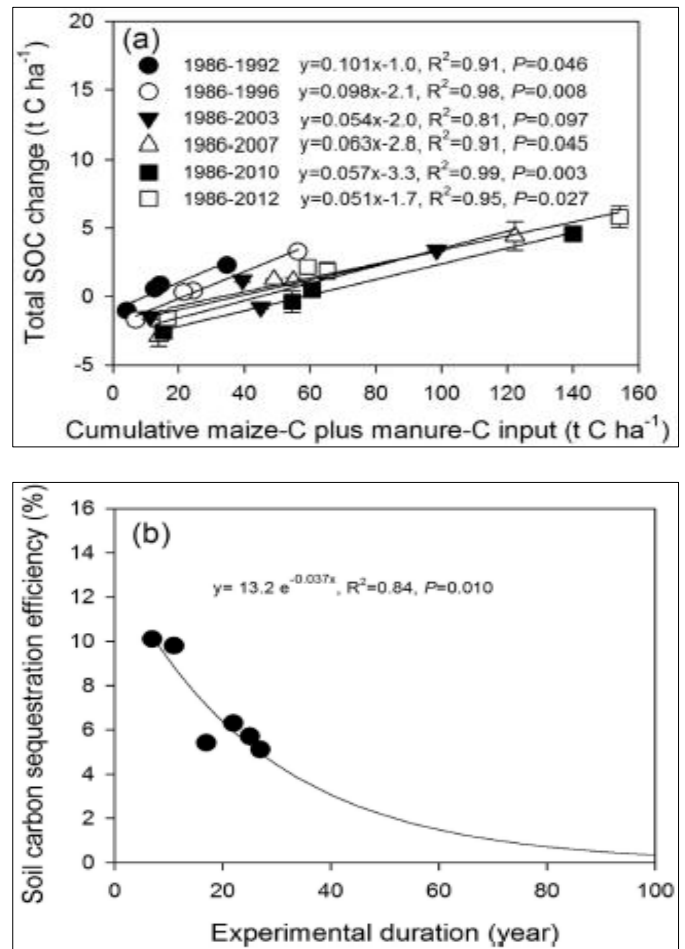 20
(a)
1986-1992 y=0.101x-1.0, R²=0.91, P=0.046
1986-1996 y=0.098x-2.1, R²=0.98, P=0.008
15
1986-2003 y=0.054x-2.0, R²=0.81, P=0.097
1986-2007 y=0.063x-2.8, R²=0.91, P=0.045
10
1986-2010 y=0.057x-3.3, R²=0.99, P=0.003
1986-2012 y=0.051x-1.7, R²=0.95, P=0.027
5
0
-5
Total SOC change (t C ha⁻¹)
0 20 40 60 80 100 120 140 160
Cumulative maize-C plus manure-C input (t C ha⁻¹)
16
(b)
14
y= 13.2 e^-0.037x, R²=0.84, P=0.010
12
10
8
6
4
2
0
Soil carbon sequestration efficiency (%)
0 20 40 60 80 100
Experimental duration (year)